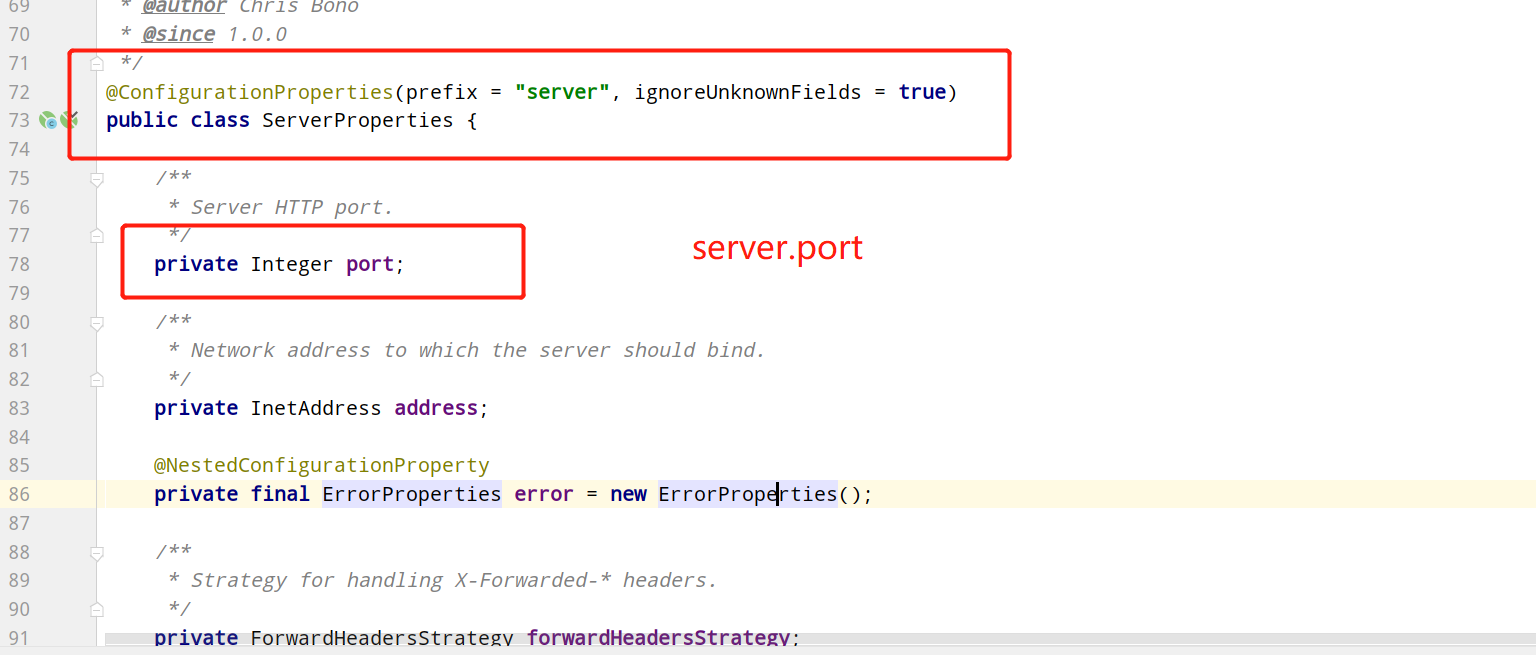 69 * @author Chris Bono
70 * @since 1.0.0
71 */
72 @ConfigurationProperties(prefix = "server", ignoreUnknownFields = true)
73 public class ServerProperties {
74
75 /**
76 * Server HTTP port.
77 */
server.port
78 private Integer port;
79
80 /**
81 * Network address to which the server should bind.
82 */
83 private InetAddress address;
84
85 @NestedConfigurationProperty
86 private final ErrorProperties error = new ErrorProperties();
87
88 /**
89 * Strategy for handling X-Forwarded-* headers.
90 */
91 private ForwardHeadersStrategy forwardHeadersStrategy;